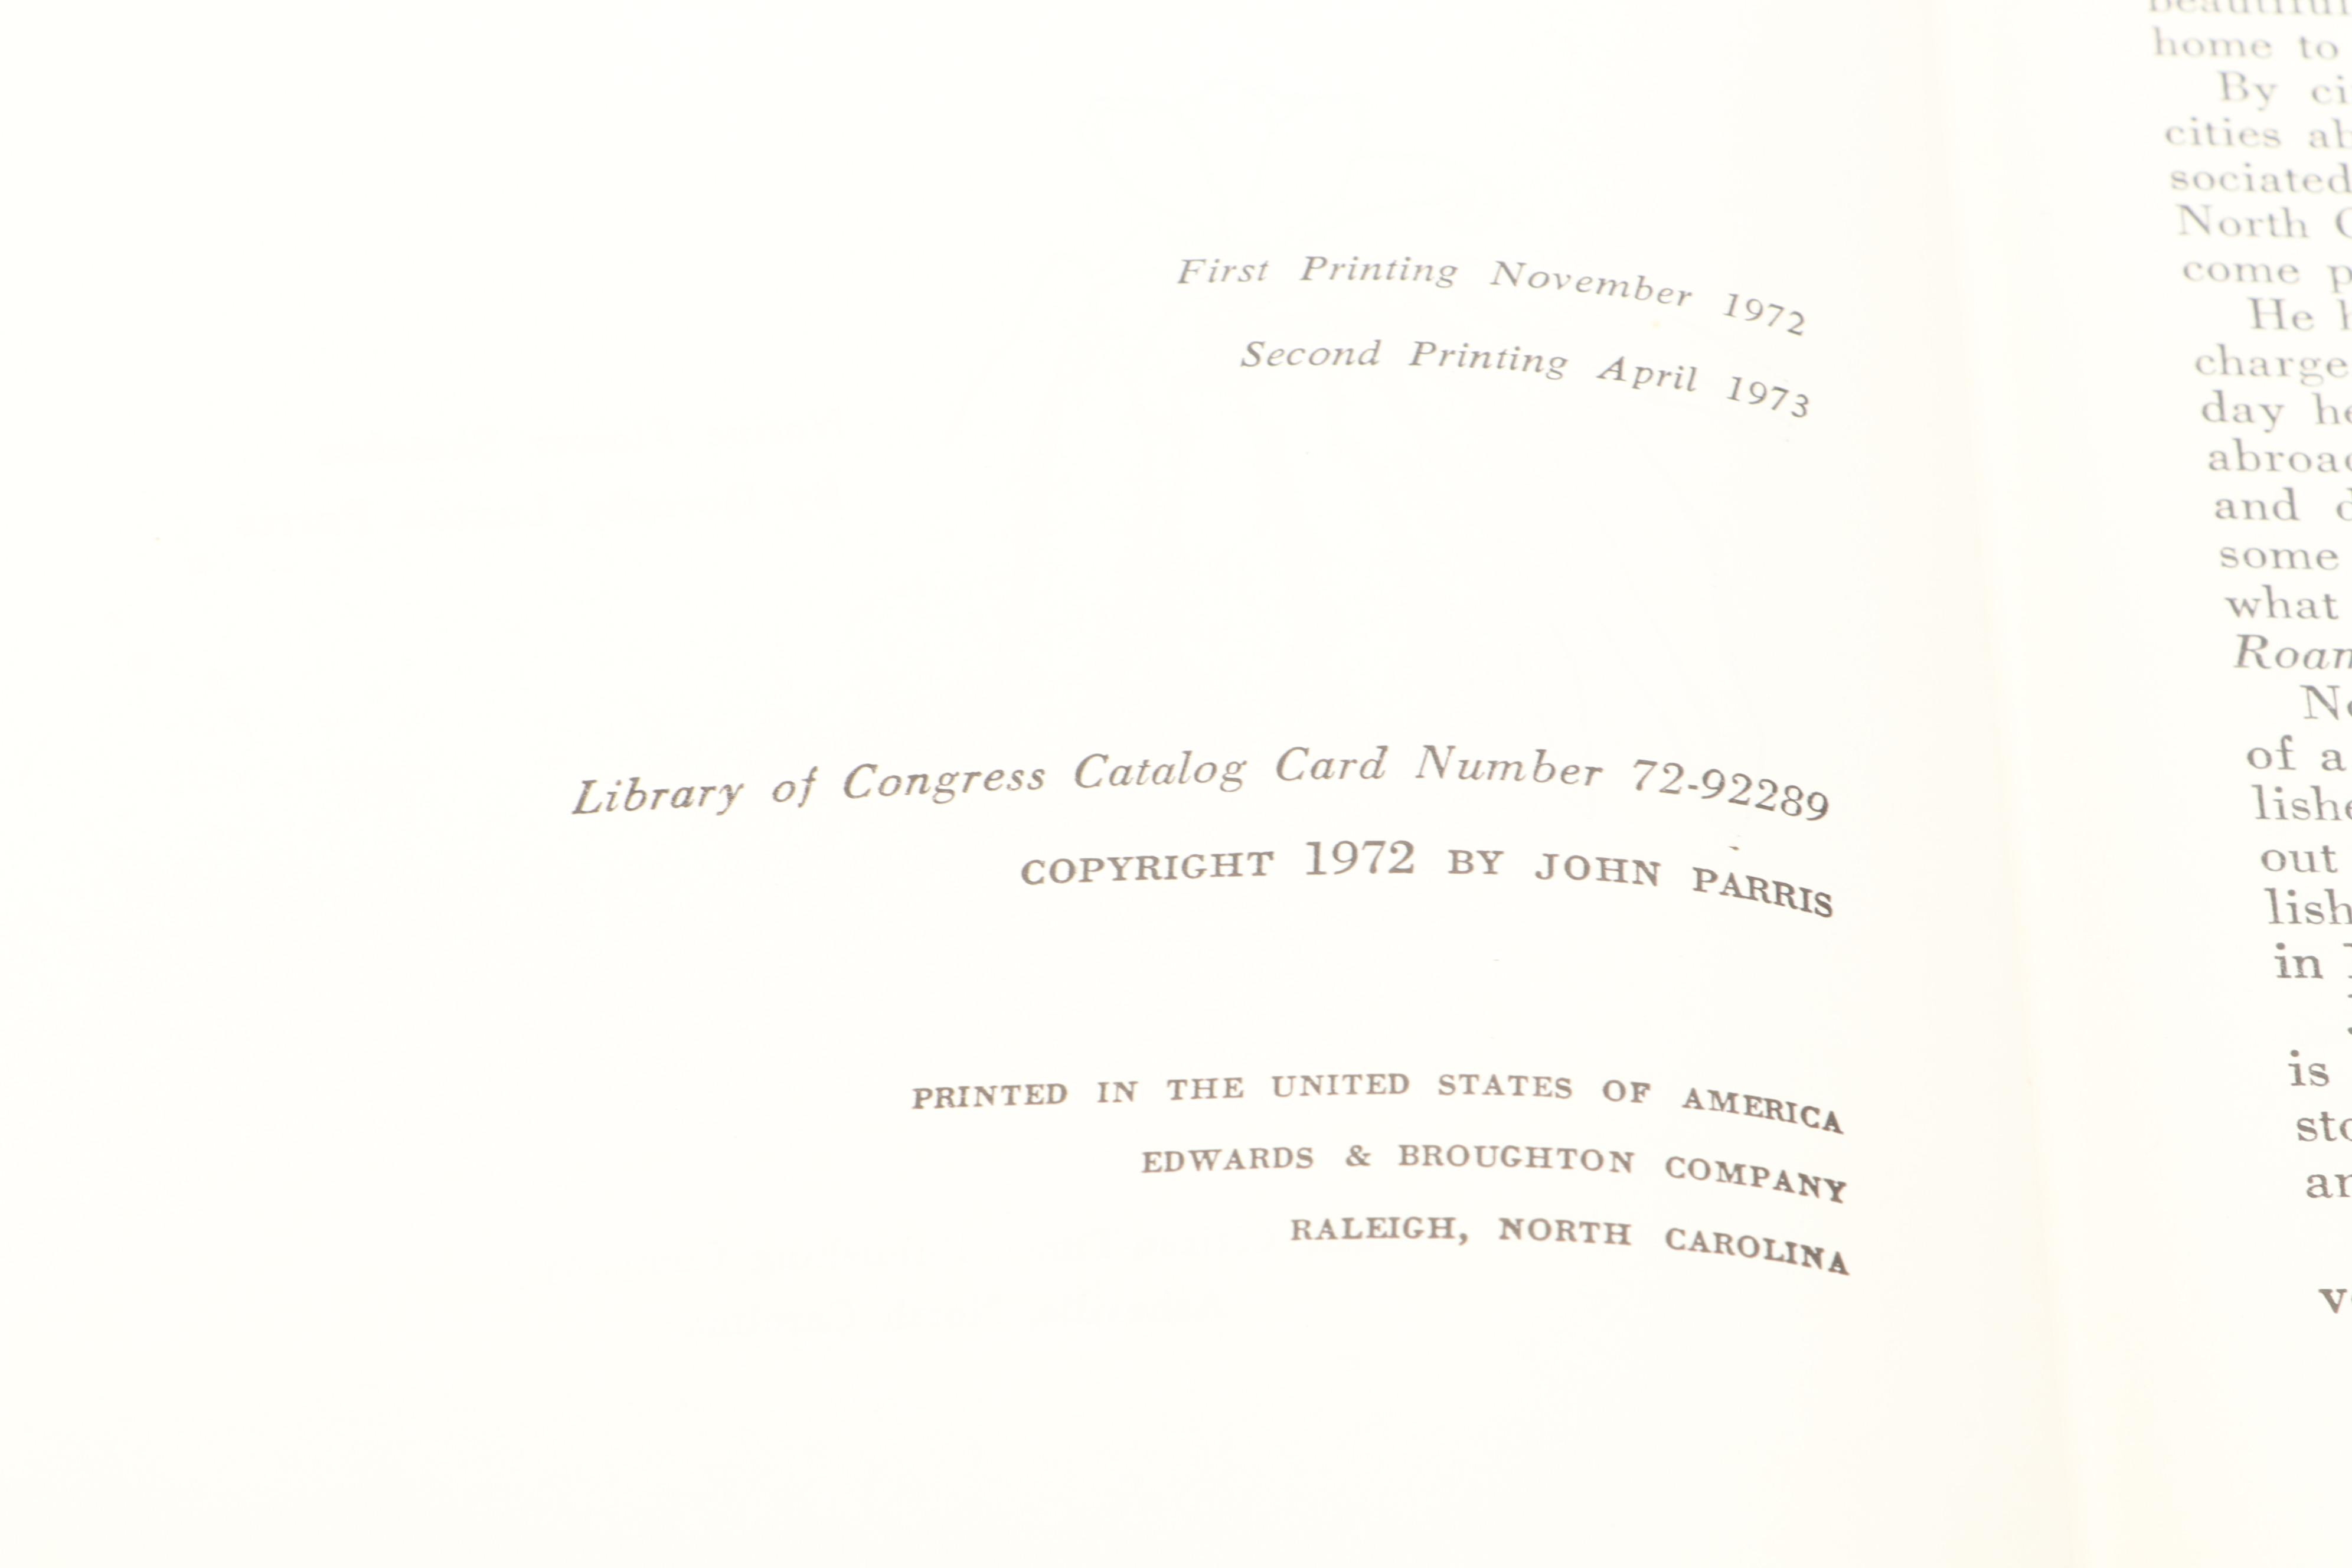 First Printing November 1972
Second Printing April 1973
Library of Congress Catalog Card Number 72-92289
COPYRIGHT 1972 BY JOHN PARRIS
PRINTED IN THE UNITED STATES OF AMERICA
EDWARDS & BROUGHTON COMPANY
RALEIGH, NORTH CAROLINA
home to
By
cities
sociated
North
come
He
charge
day
and
some
what
of a
out
in
is